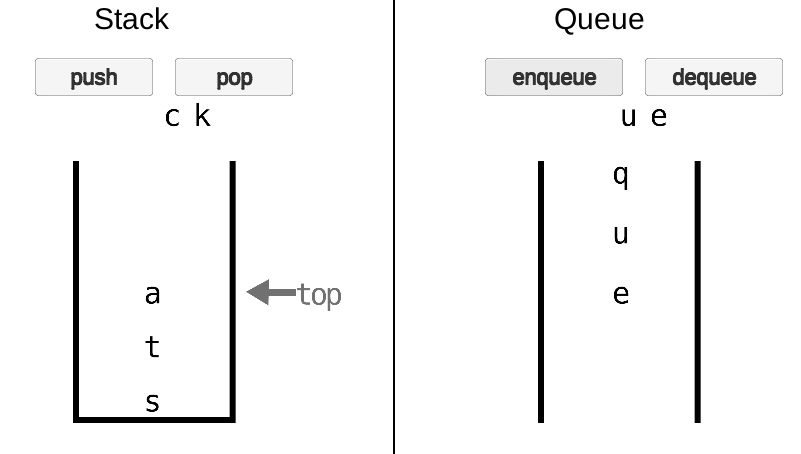 Stack
push pop
c k
a
top
t
s
Queue
enqueue dequeue
u e
q
u
e